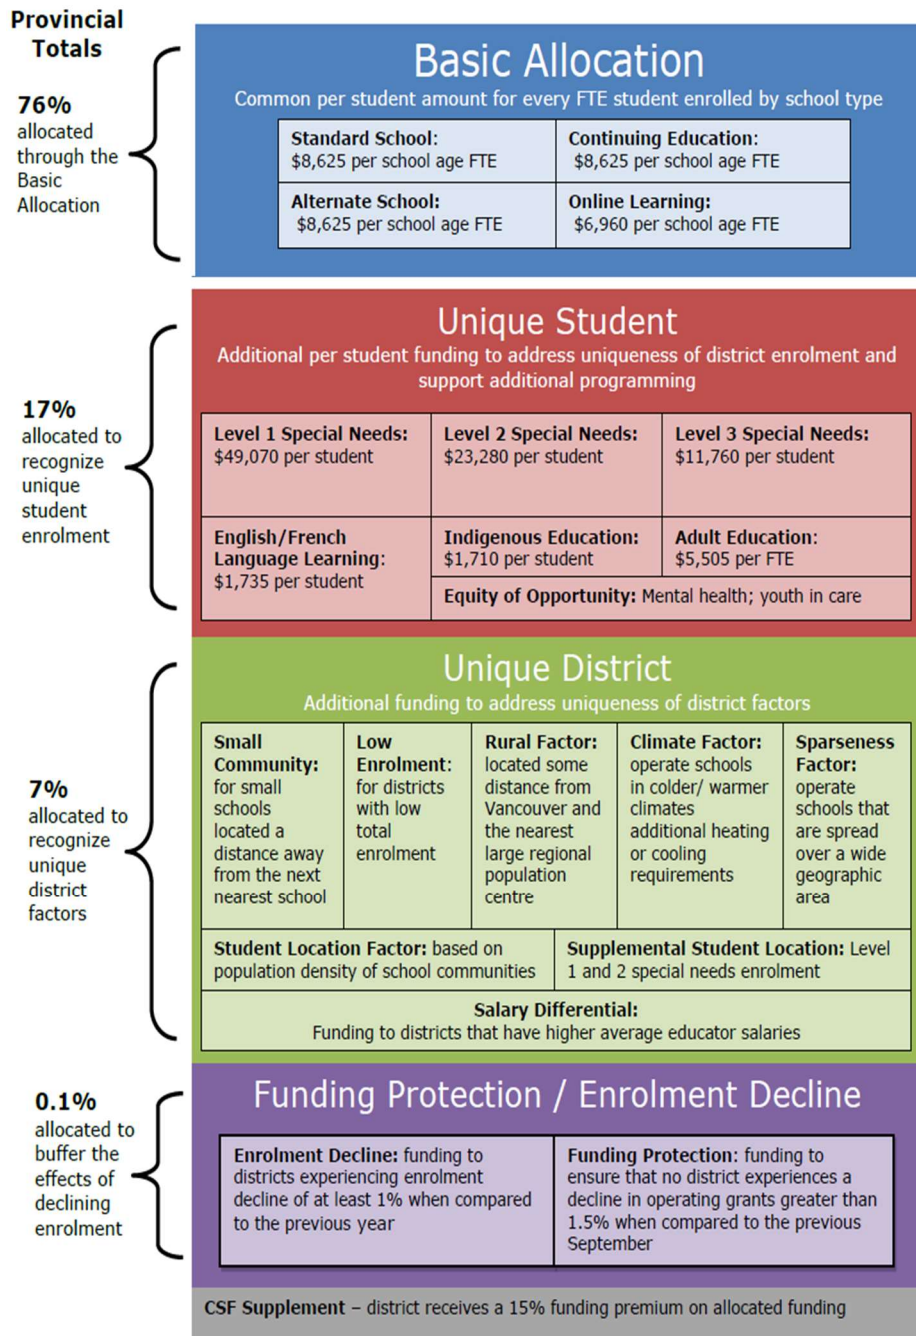 Provincial
Totals
76%
allocated
through the
Basic
Allocation
Basic Allocation
Common per student amount for every FTE student enrolled by school type
Standard School:
$8,625 per school age FTE
Continuing Education:
$8,625 per school age FTE
Alternate School:
$8,625 per school age FTE
Online Learning:
$6,960 per school age FTE
17%
allocated to
recognize
unique
student
enrolment
Unique Student
Additional per student funding to address uniqueness of district enrolment and
support additional programming
Level 1 Special Needs:
$49,070 per student
Level 2 Special Needs:
$23,280 per student
Level 3 Special Needs:
$11,760 per student
English/French
Language Learning:
$1,735 per student
Indigenous Education:
$1,710 per student
Adult Education:
$5,505 per FTE
Equity of Opportunity: Mental health; youth in care
7%
allocated to
recognize
unique
district
factors
Unique District
Additional funding to address uniqueness of district factors
Small
Community:
for small
schools
located a
distance away
from the next
nearest school
Low
Enrolment:
for districts
with low
total
enrolment
Rural Factor:
located some
distance from
Vancouver and
the nearest
large regional
population
centre
Climate Factor:
operate schools
in colder/ warmer
climates
additional heating
or cooling
requirements
Sparseness
Factor:
operate
schools that
are spread
over a wide
geographic
area
Student Location Factor: based on
population density of school communities
Supplemental Student Location: Level
1 and 2 special needs enrolment
Salary Differential:
Funding to districts that have higher average educator salaries
0.1%
allocated to
buffer the
effects of
declining
enrolment
Funding Protection / Enrolment Decline
Enrolment Decline: funding to
districts experiencing enrolment
decline of at least 1% when compared
to the previous year
Funding Protection: funding to
ensure that no district experiences a
decline in operating grants greater than
1.5% when compared to the previous
September
CSF Supplement – district receives a 15% funding premium on allocated funding